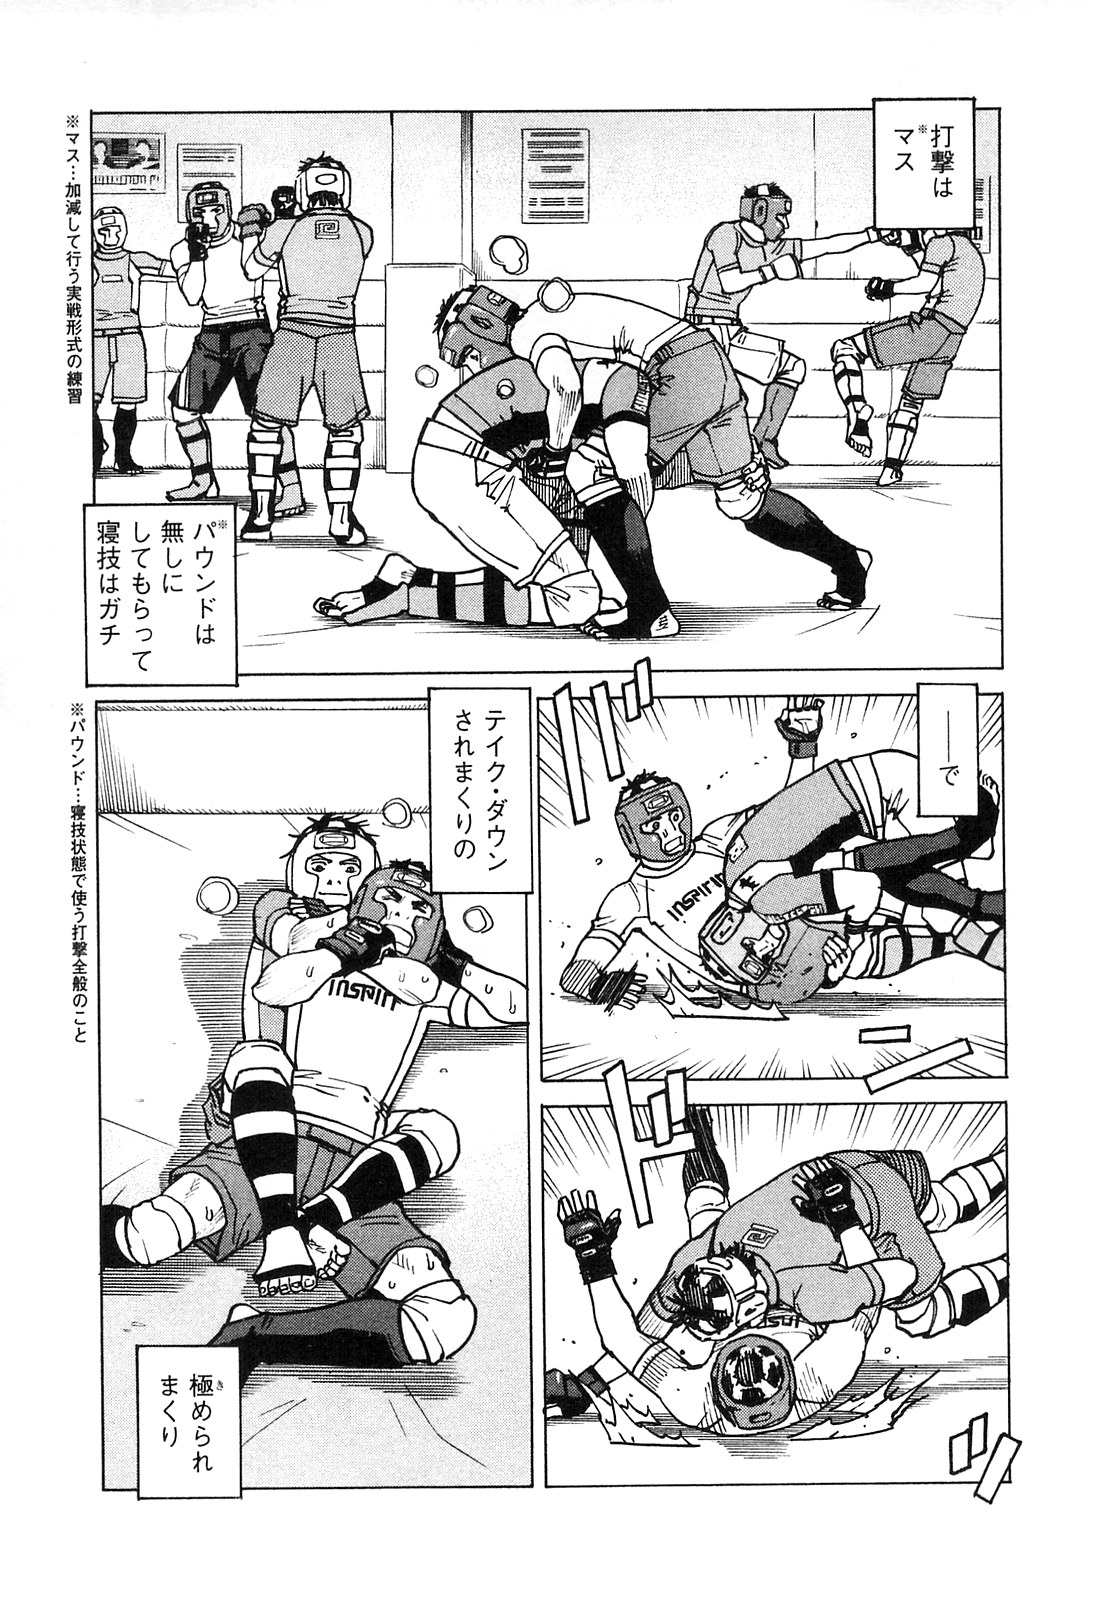 打撃は
※マス
※マス…加減して行う実戦形式の練習
※パウンドは
無しに
してもらって
寝技はガチ
※パウンド…寝技状態で使う打撃全般のこと
──で
INSPIRIT
テイク・ダウン
されまくりの
INSPIRIT
極められ
き
まくり